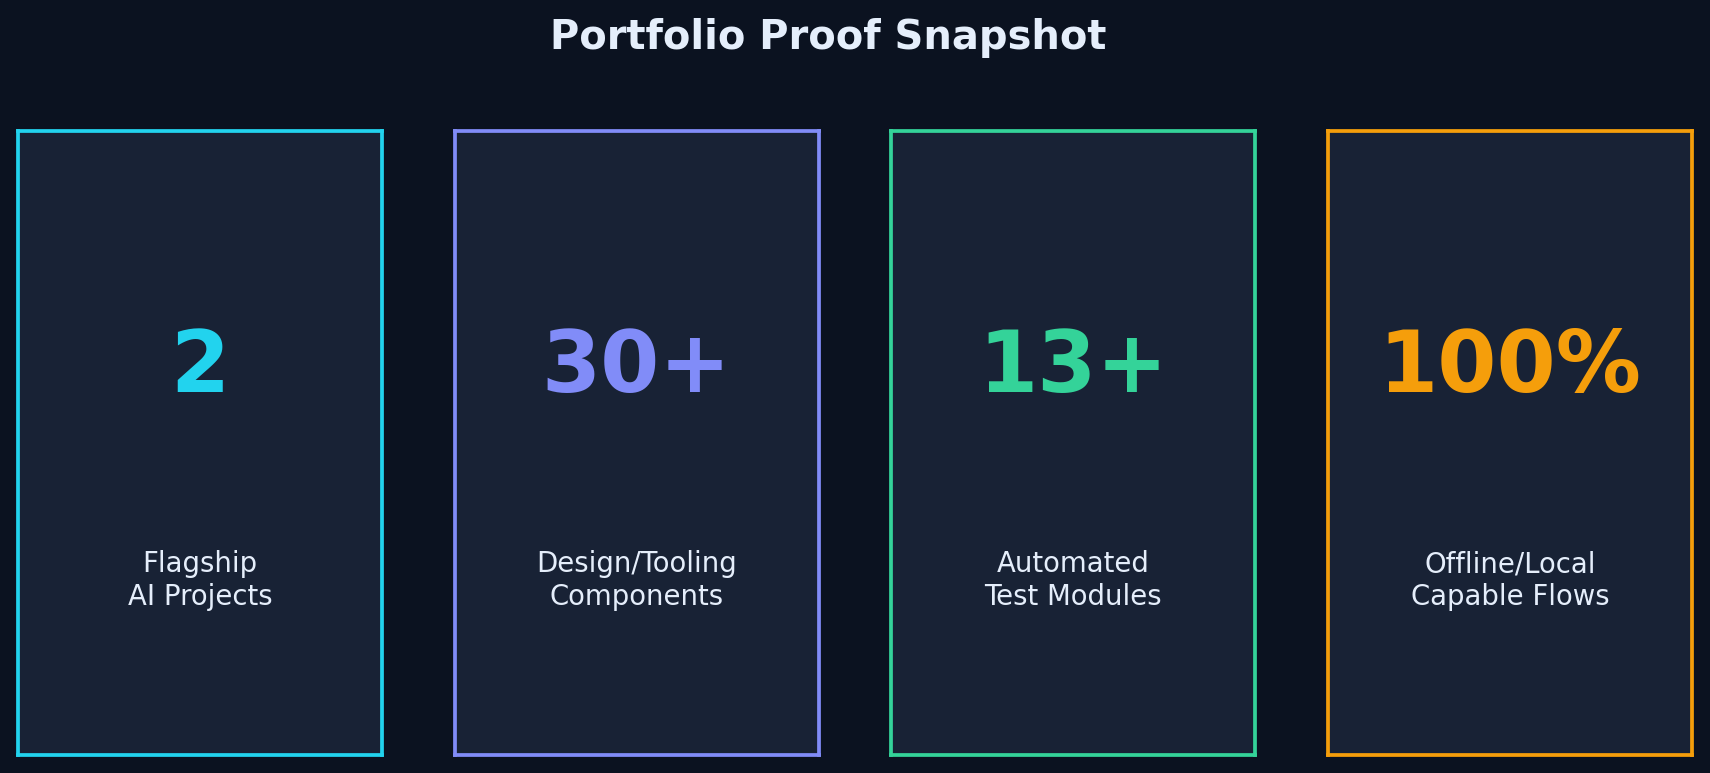 Portfolio Proof Snapshot
2
Flagship
AI Projects
30+
Design/Tooling
Components
13+
Automated
Test Modules
100%
Offline/Local
Capable Flows